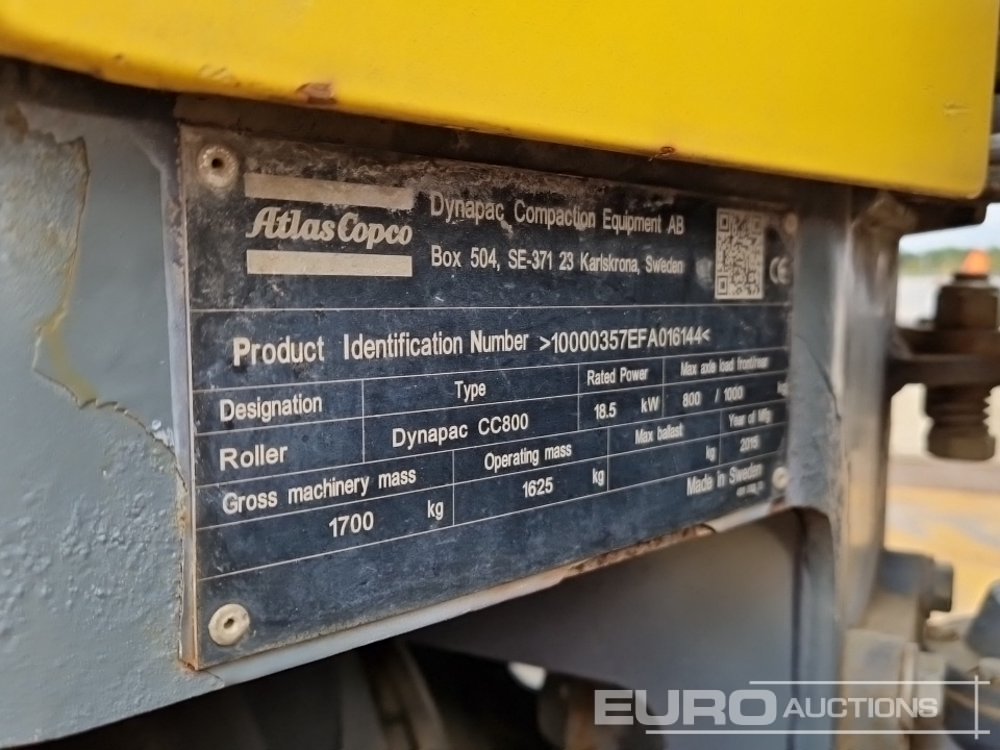 Atlas Copco
Dynapac Compaction Equipment AB
Box 504, SE-371 23 Karlskrona, Sweden
CE
Product Identification Number >10000357EFA016144<
Designation Type Rated Power Max axle load front/rear
Roller Dynapac CC800 18.5 kW 800 / 1000 kg
Gross machinery mass Operating mass Max ballast Year of Mfg
1700 kg 1625 kg kg 2015
Made in Sweden
EURO AUCTIONS